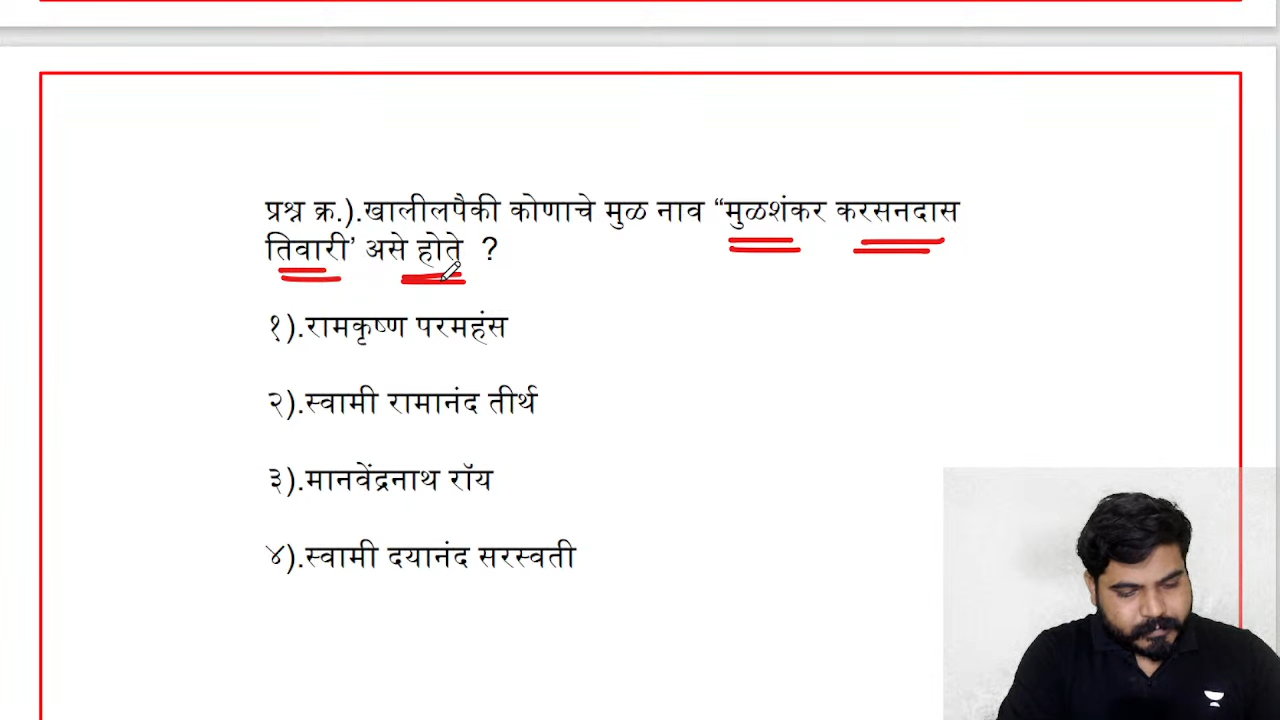 प्रश्न क्र.).खालीलपैकी कोणाचे मुळ नाव “मुळशंकर करसनदास
तिवारी’ असे होते ?
१).रामकृष्ण परमहंस
२).स्वामी रामानंद तीर्थ
३).मानवेंद्रनाथ रॉय
४).स्वामी दयानंद सरस्वती